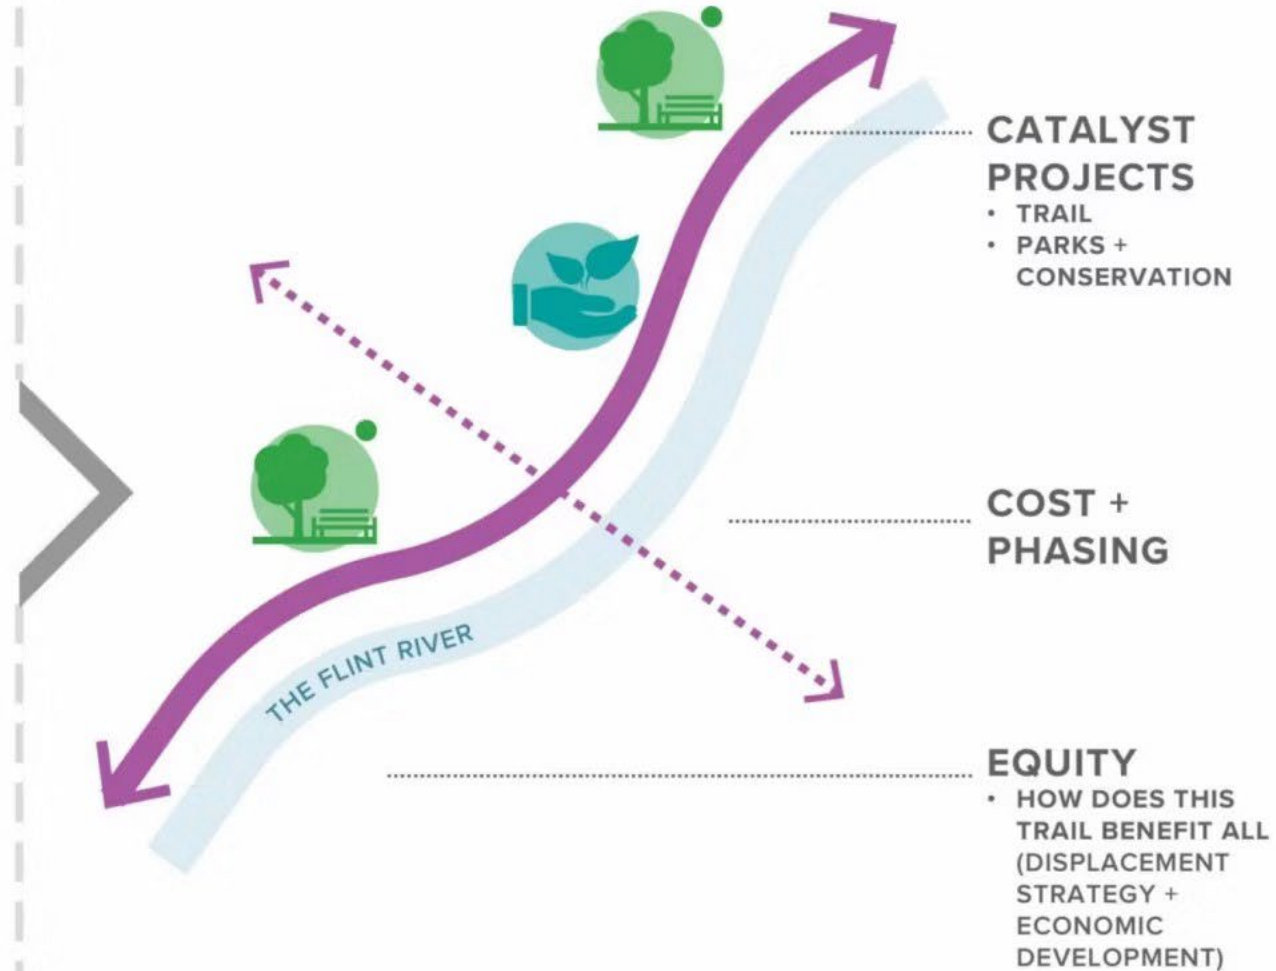 CATALYST
PROJECTS
• TRAIL
• PARKS +
CONSERVATION
COST +
PHASING
THE FLINT RIVER
EQUITY
• HOW DOES THIS
TRAIL BENEFIT ALL
(DISPLACEMENT
STRATEGY +
ECONOMIC
DEVELOPMENT)